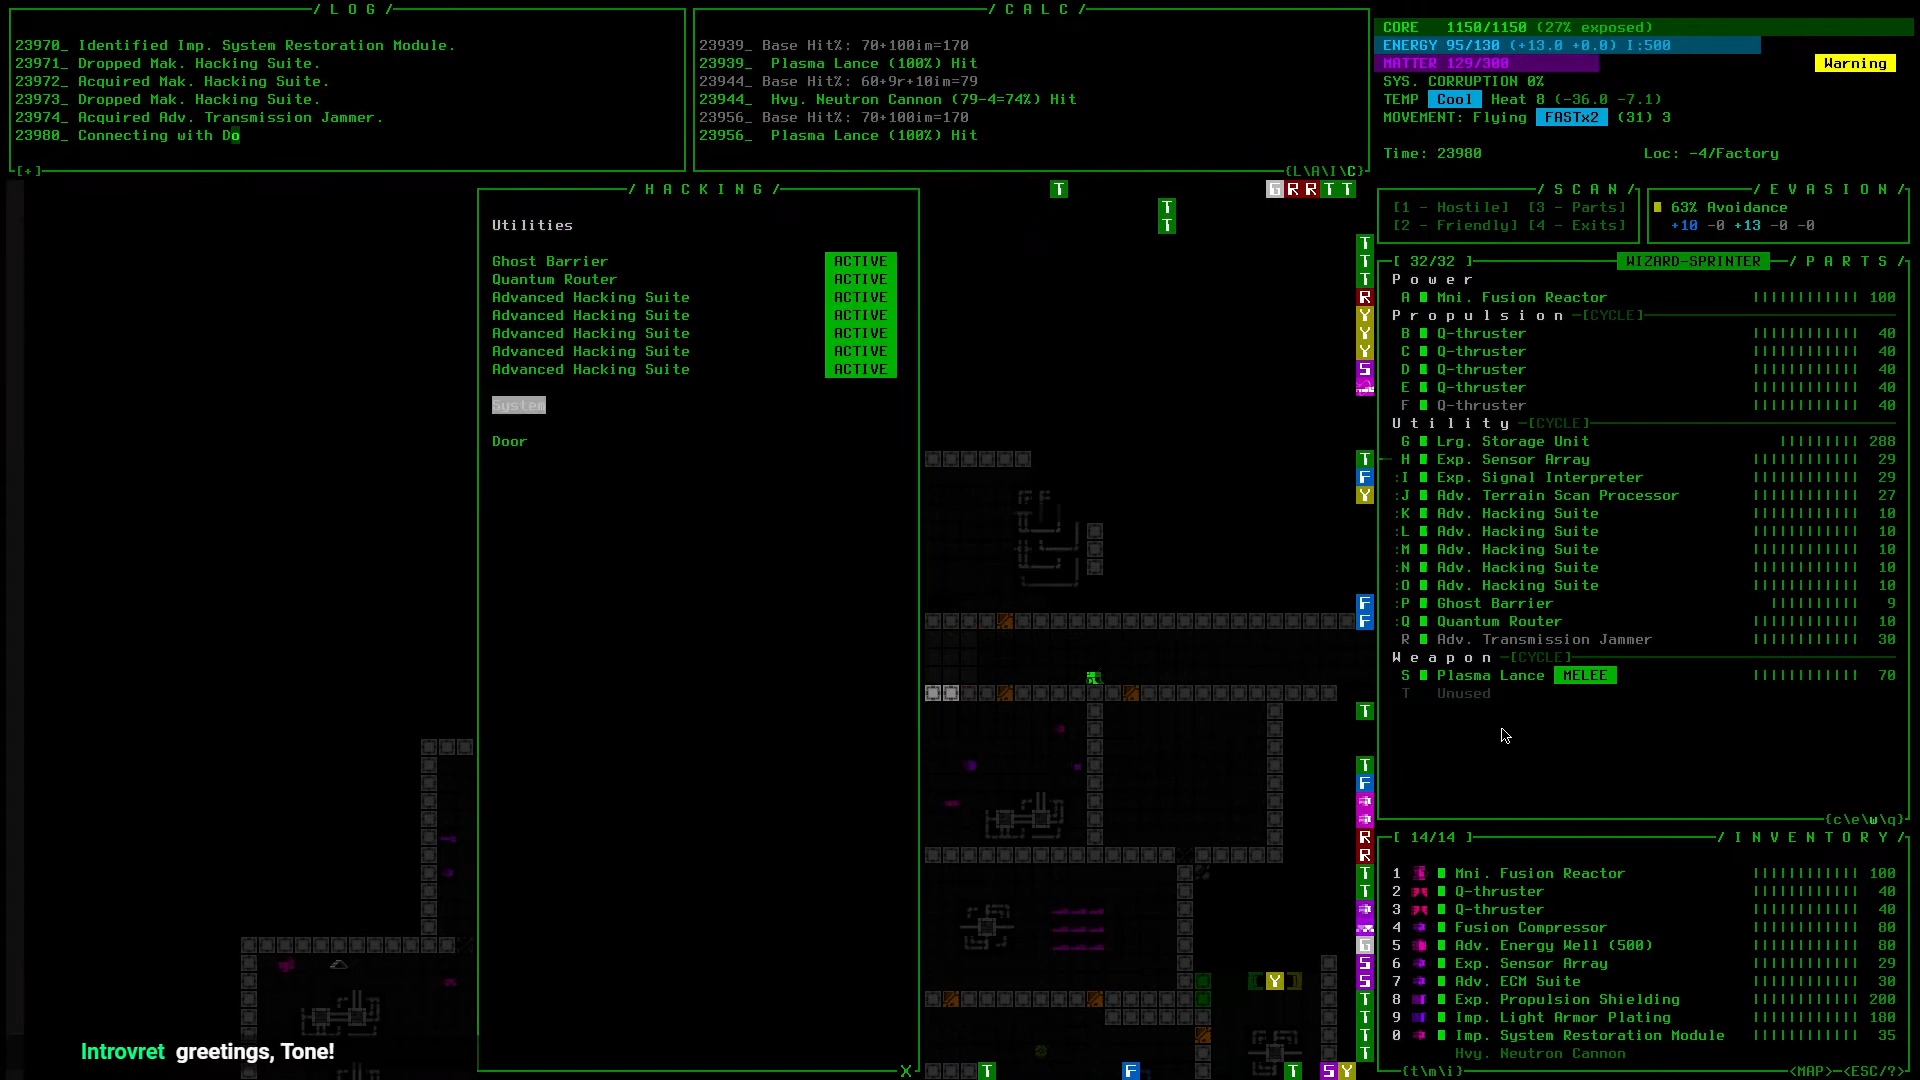 / L O G /
23970_ Identified Imp. System Restoration Module.
23971_ Dropped Mak. Hacking Suite.
23972_ Acquired Mak. Hacking Suite.
23973_ Dropped Mak. Hacking Suite.
23974_ Acquired Adv. Transmission Jammer.
23980_ Connecting with Do
[+]
/ C A L C /
23939_ Base Hit%: 70+100im=170
23939_ Plasma Lance (100%) Hit
23944_ Base Hit%: 60+9r+10im=79
23944_ Hvy. Neutron Cannon (79-4=74%) Hit
23956_ Base Hit%: 70+100im=170
23956_ Plasma Lance (100%) Hit
{L\A\I\C}
CORE 1150/1150 (27% exposed)
ENERGY 95/130 (+13.0 +0.0) I:500
MATTER 129/300
Warning
SYS. CORRUPTION 0%
TEMP Cool Heat 8 (-36.0 -7.1)
MOVEMENT: Flying FASTx2 (31) 3
Time: 23980 Loc: -4/Factory
/ S C A N /
[1 - Hostile] [3 - Parts]
[2 - Friendly] [4 - Exits]
/ E V A S I O N /
63% Avoidance
+10 -0 +13 -0 -0
/ H A C K I N G /
Utilities
Ghost Barrier ACTIVE
Quantum Router ACTIVE
Advanced Hacking Suite ACTIVE
Advanced Hacking Suite ACTIVE
Advanced Hacking Suite ACTIVE
Advanced Hacking Suite ACTIVE
Advanced Hacking Suite ACTIVE
System
Door
X
T
G R R T T
T
T
T
T
T
R
Y
Y
Y
S
T
F
Y
F
F
T
T
F
R
R
T
T
G
S
S
T
T
T
T
Y
T F T S Y
[ 32/32 ] WIZARD-SPRINTER / P A R T S /
P o w e r
A Mni. Fusion Reactor 100
P r o p u l s i o n [CYCLE]
B Q-thruster 40
C Q-thruster 40
D Q-thruster 40
E Q-thruster 40
F Q-thruster 40
U t i l i t y [CYCLE]
G Lrg. Storage Unit 288
H Exp. Sensor Array 29
:I Exp. Signal Interpreter 29
:J Adv. Terrain Scan Processor 27
:K Adv. Hacking Suite 10
:L Adv. Hacking Suite 10
:M Adv. Hacking Suite 10
:N Adv. Hacking Suite 10
:O Adv. Hacking Suite 10
:P Ghost Barrier 9
:Q Quantum Router 10
R Adv. Transmission Jammer 30
W e a p o n [CYCLE]
S Plasma Lance MELEE 70
T Unused
{c\e\w\q}
[ 14/14 ] / I N V E N T O R Y /
1 Mni. Fusion Reactor 100
2 Q-thruster 40
3 Q-thruster 40
4 Fusion Compressor 80
5 Adv. Energy Well (500) 80
6 Exp. Sensor Array 29
7 Adv. ECM Suite 30
8 Exp. Propulsion Shielding 200
9 Imp. Light Armor Plating 180
0 Imp. System Restoration Module 35
Hvy. Neutron Cannon
{t\m\i} <MAP> <ESC/?>
Introvret greetings, Tone!